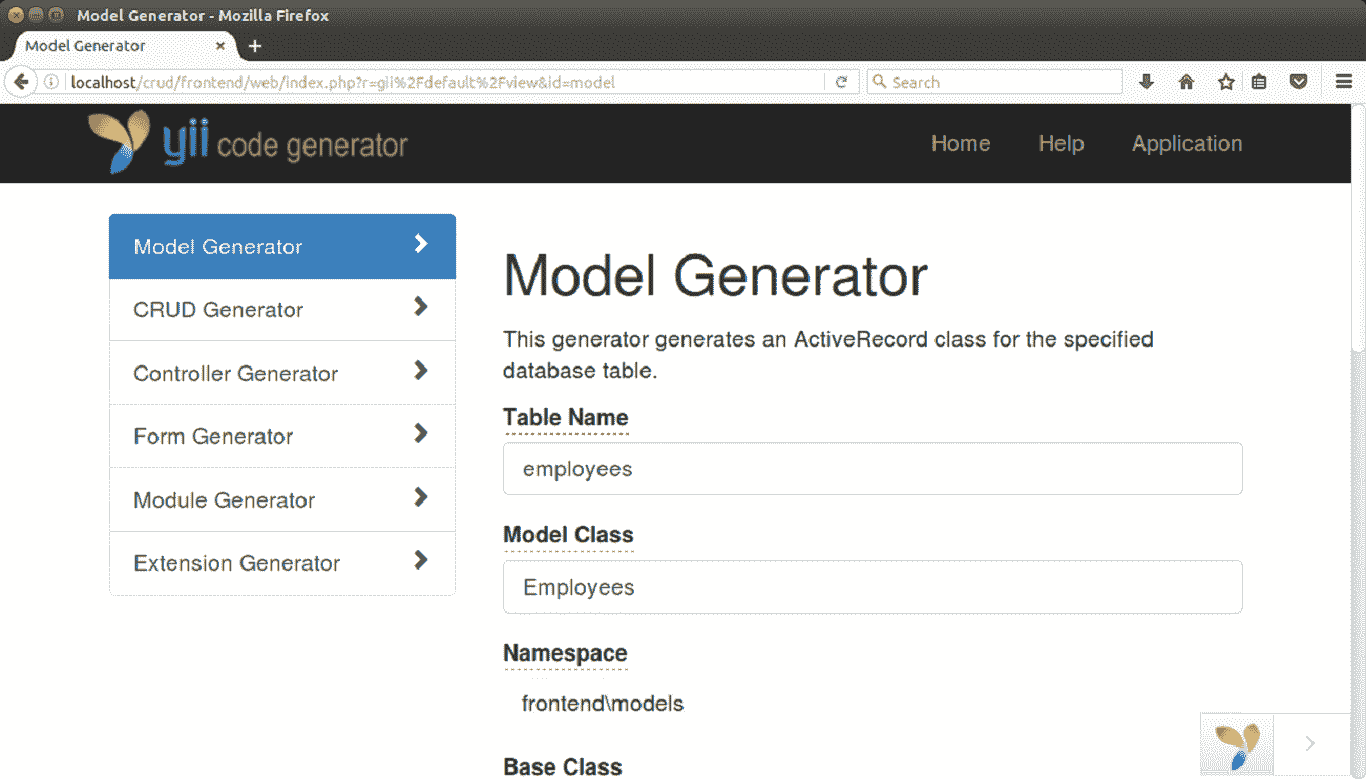 Model Generator - Mozilla Firefox
Model Generator
localhost/crud/frontend/web/index.php?r=gii%2Fdefault%2Fview&id=model
Search
yii code generator
Home
Help
Application
Model Generator
CRUD Generator
Controller Generator
Form Generator
Module Generator
Extension Generator
Model Generator
This generator generates an ActiveRecord class for the specified
database table.
Table Name
employees
Model Class
Employees
Namespace
frontend\models
Base Class